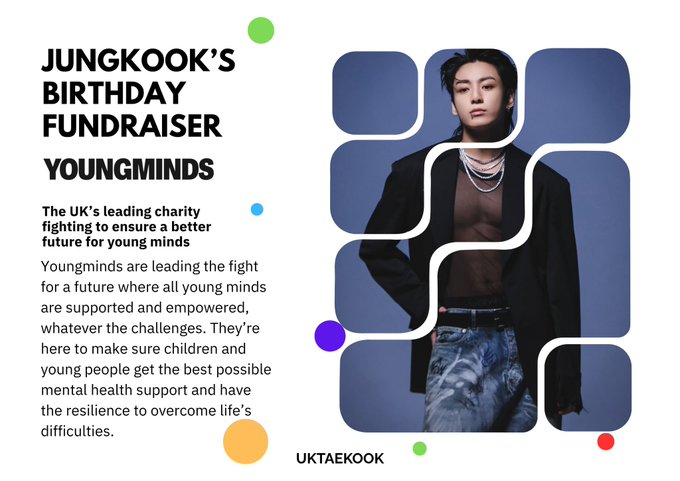 JUNGKOOK’S
BIRTHDAY
FUNDRAISER
YOUNGMINDS
The UK’s leading charity
fighting to ensure a better
future for young minds
Youngminds are leading the fight
for a future where all young minds
are supported and empowered,
whatever the challenges. They’re
here to make sure children and
young people get the best possible
mental health support and have
the resilience to overcome life’s
difficulties.
UKTAEKOOK